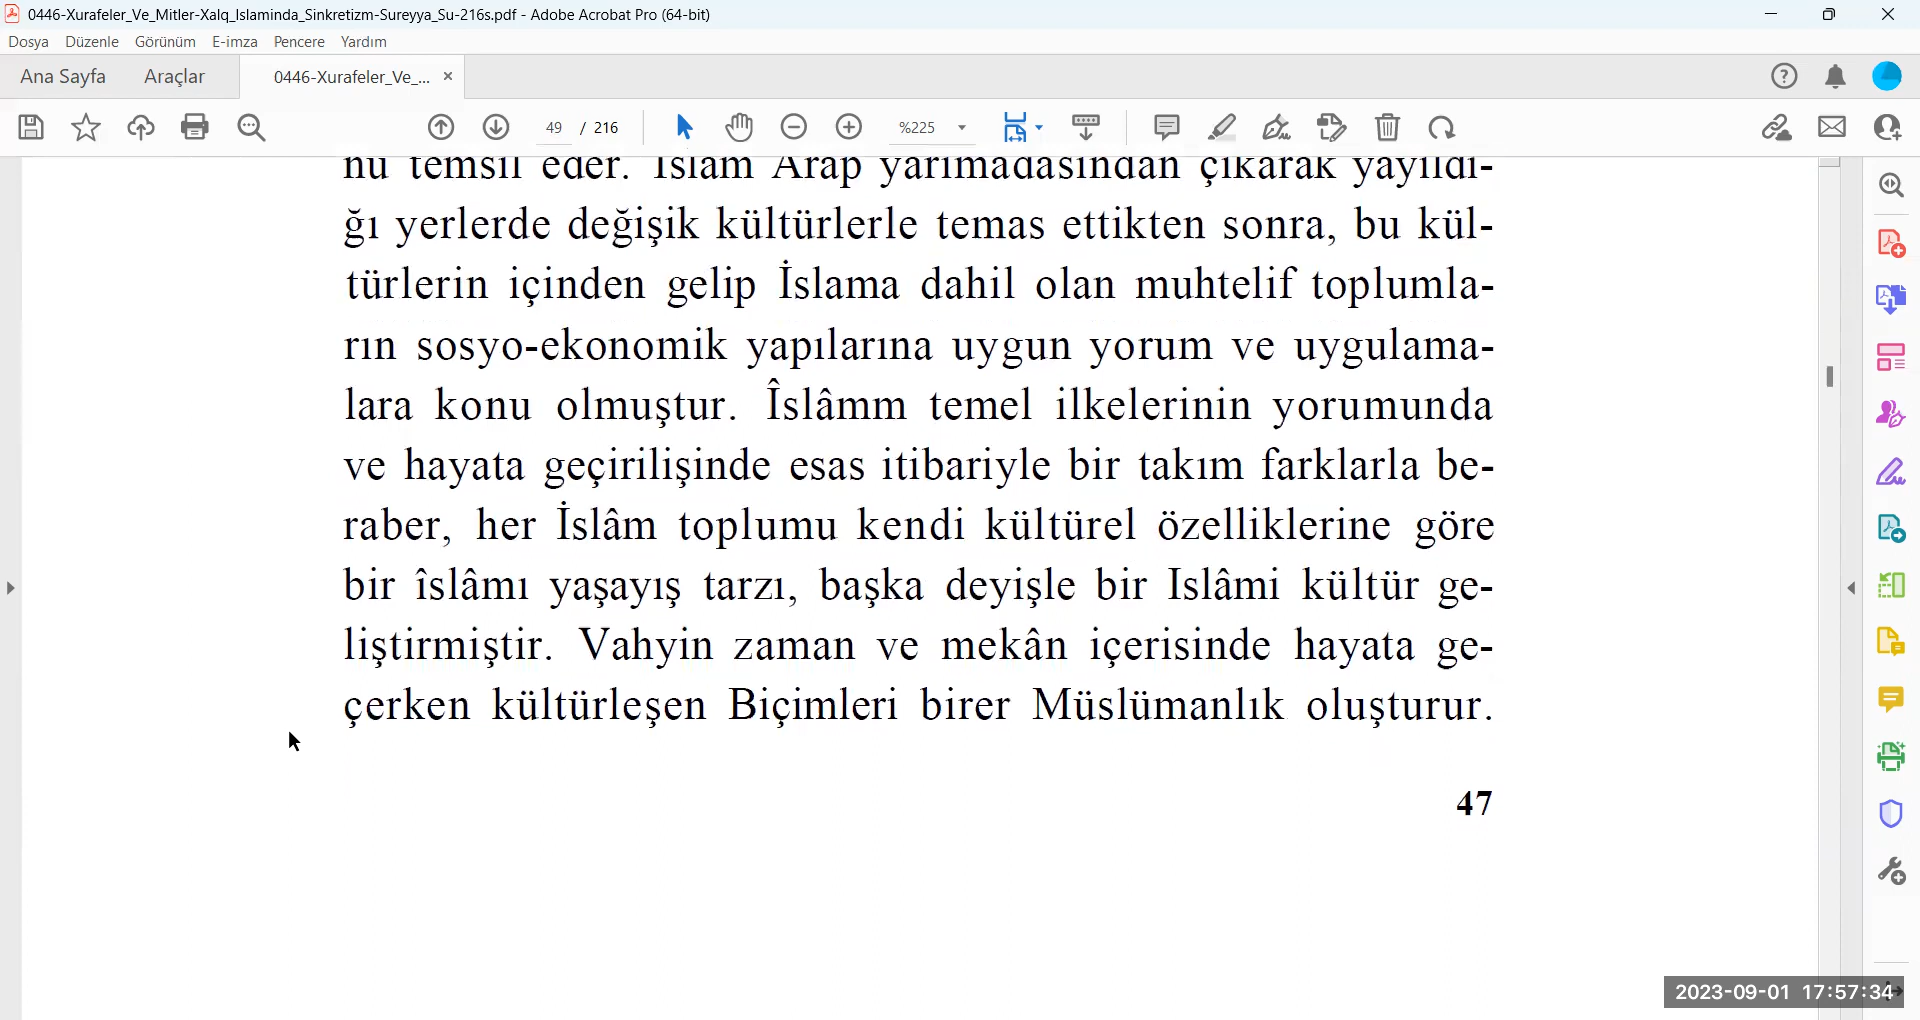 0446-Xurafeler_Ve_Mitler-Xalq_Islaminda_Sinkretizm-Sureyya_Su-216s.pdf - Adobe Acrobat Pro (64-bit)
Dosya Düzenle Görünüm E-imza Pencere Yardım
Ana Sayfa Araçlar 0446-Xurafeler_Ve_... ×
49 / 216 %225
nü temsil eder. İslâm Arap yarımadasından çıkarak yayıldı-
ğı yerlerde değişik kültürlerle temas ettikten sonra, bu kül-
türlerin içinden gelip İslama dahil olan muhtelif toplumla-
rın sosyo-ekonomik yapılarına uygun yorum ve uygulama-
lara konu olmuştur. Îslâmm temel ilkelerinin yorumunda
ve hayata geçirilişinde esas itibariyle bir takım farklarla be-
raber, her İslâm toplumu kendi kültürel özelliklerine göre
bir îslâmı yaşayış tarzı, başka deyişle bir Islâmi kültür ge-
liştirmiştir. Vahyin zaman ve mekân içerisinde hayata ge-
çerken kültürleşen Biçimleri birer Müslümanlık oluşturur.
47
2023-09-01 17:57:34